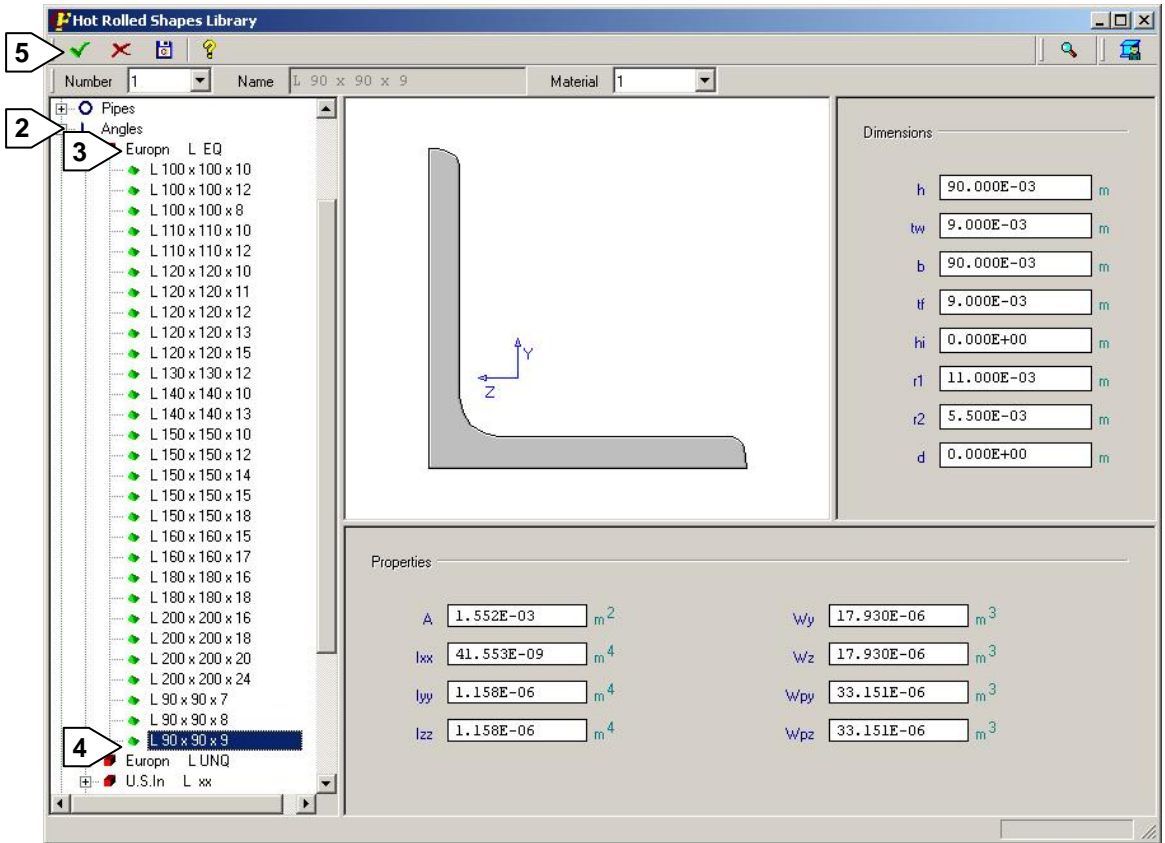 Hot Rolled Shapes Library
5
Number 1 Name L 90 x 90 x 9 Material 1
Pipes
2
Angles
3
Europn L EQ
L 100 x 100 x 10
L 100 x 100 x 12
L 100 x 100 x 8
L 110 x 110 x 10
L 110 x 110 x 12
L 120 x 120 x 10
L 120 x 120 x 11
L 120 x 120 x 12
L 120 x 120 x 13
L 120 x 120 x 15
L 130 x 130 x 12
L 140 x 140 x 10
L 140 x 140 x 13
L 150 x 150 x 10
L 150 x 150 x 12
L 150 x 150 x 14
L 150 x 150 x 15
L 150 x 150 x 18
L 160 x 160 x 15
L 160 x 160 x 17
L 180 x 180 x 16
L 180 x 180 x 18
L 200 x 200 x 16
L 200 x 200 x 18
L 200 x 200 x 20
L 200 x 200 x 24
L 90 x 90 x 7
L 90 x 90 x 8
4
L 90 x 90 x 9
Europn L UNQ
U.S.In L xx
Y
Z
Dimensions
h 90.000E-03 m
tw 9.000E-03 m
b 90.000E-03 m
tf 9.000E-03 m
hi 0.000E+00 m
r1 11.000E-03 m
r2 5.500E-03 m
d 0.000E+00 m
Properties
A 1.552E-03 m2 Wy 17.930E-06 m3
Ixx 41.553E-09 m4 Wz 17.930E-06 m3
Iyy 1.158E-06 m4 Wpy 33.151E-06 m3
Izz 1.158E-06 m4 Wpz 33.151E-06 m3